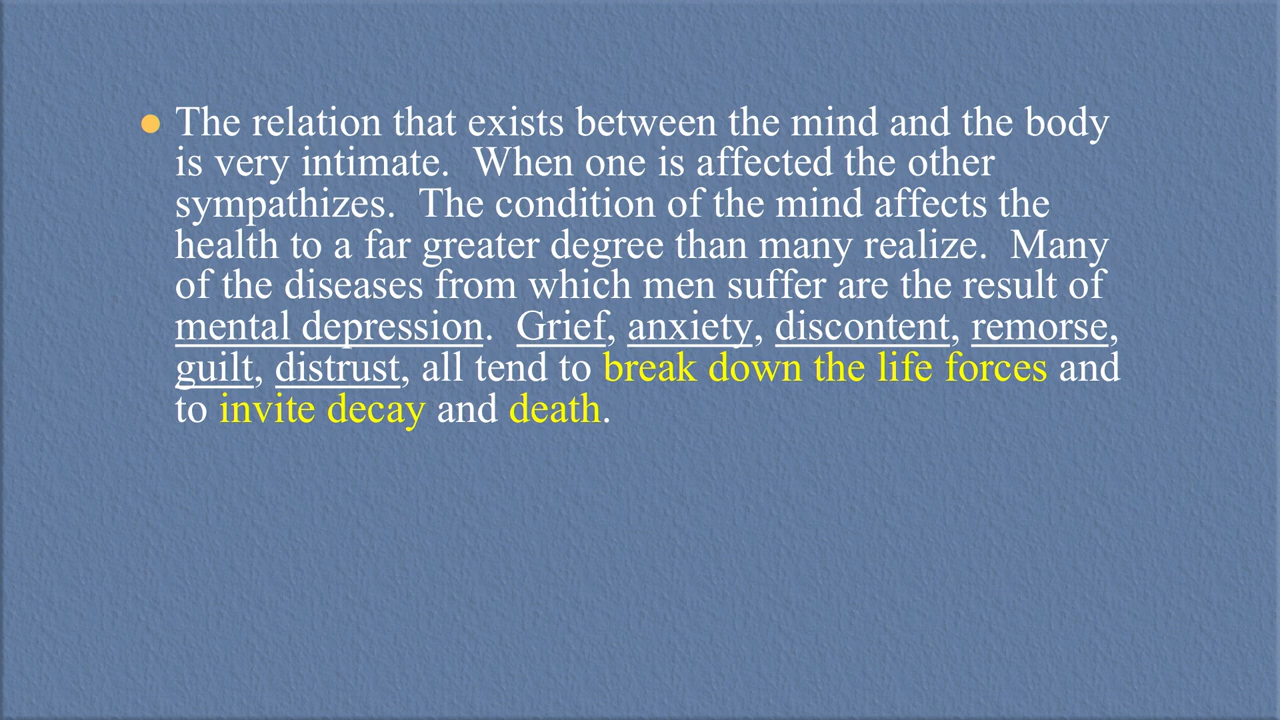 • The relation that exists between the mind and the body
is very intimate.  When one is affected the other
sympathizes.  The condition of the mind affects the
health to a far greater degree than many realize.  Many
of the diseases from which men suffer are the result of
mental depression.  Grief, anxiety, discontent, remorse,
guilt, distrust, all tend to break down the life forces and
to invite decay and death.